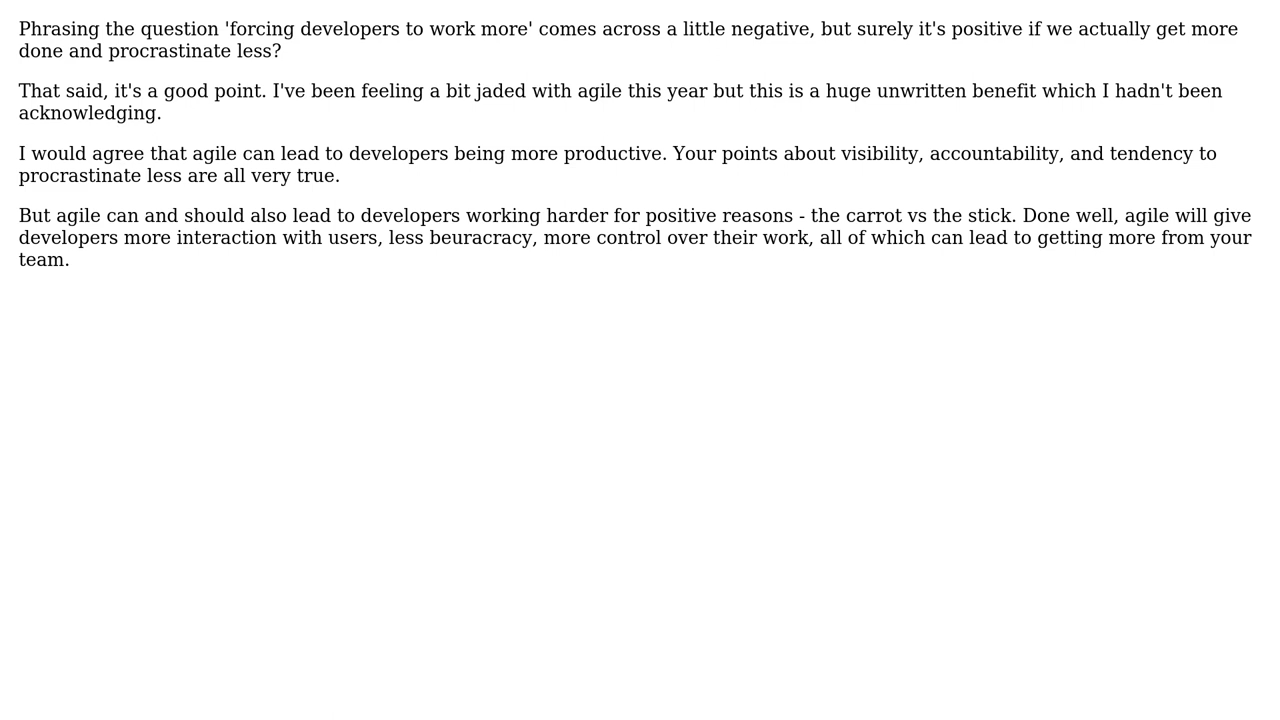 Phrasing the question 'forcing developers to work more' comes across a little negative, but surely it's positive if we actually get more
done and procrastinate less?
That said, it's a good point. I've been feeling a bit jaded with agile this year but this is a huge unwritten benefit which I hadn't been
acknowledging.
I would agree that agile can lead to developers being more productive. Your points about visibility, accountability, and tendency to
procrastinate less are all very true.
But agile can and should also lead to developers working harder for positive reasons - the carrot vs the stick. Done well, agile will give
developers more interaction with users, less beuracracy, more control over their work, all of which can lead to getting more from your
team.